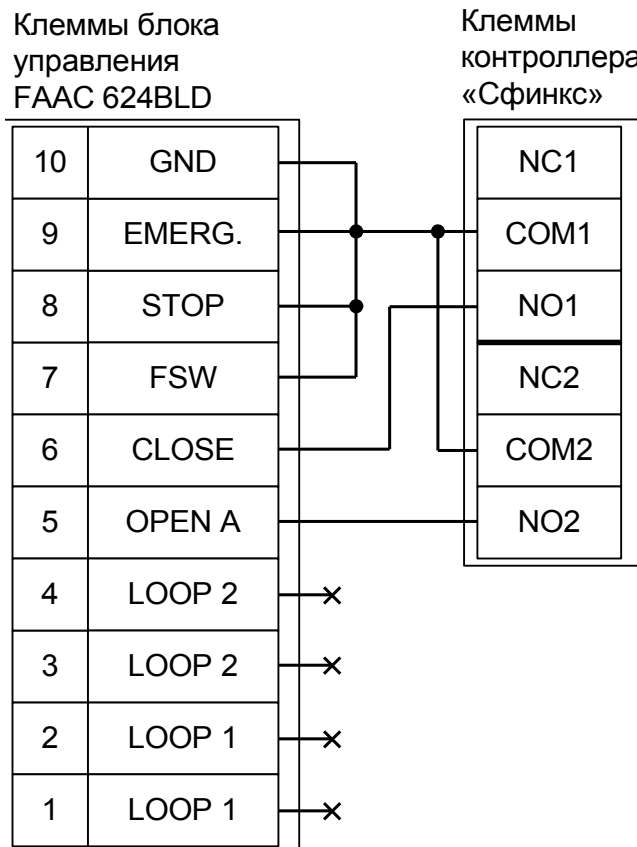 Клеммы блока
управления
FAAC 624BLD
10 GND
9 EMERG.
8 STOP
7 FSW
6 CLOSE
5 OPEN A
4 LOOP 2
3 LOOP 2
2 LOOP 1
1 LOOP 1
Клеммы
контроллера
«Сфинкс»
NC1
COM1
NO1
NC2
COM2
NO2